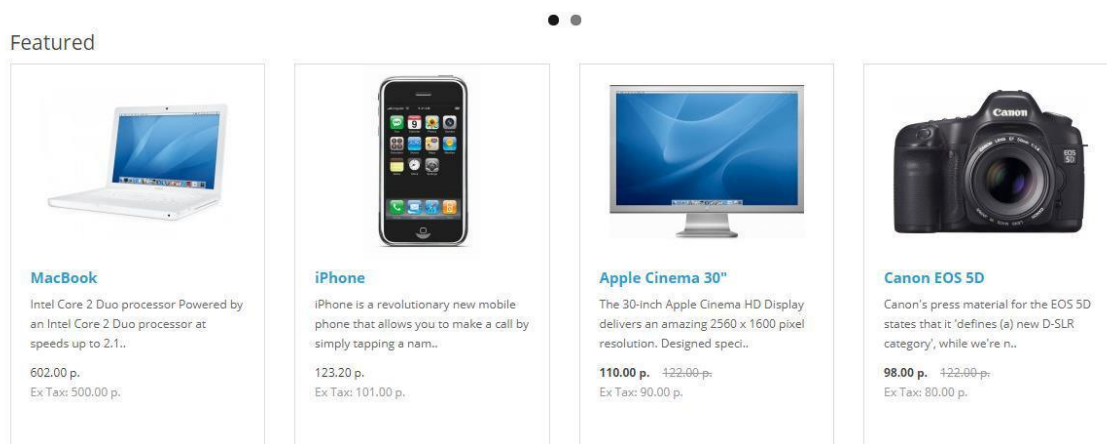 Featured
Canon
EOS
5D
MacBook
Intel Core 2 Duo processor Powered by
an Intel Core 2 Duo processor at
speeds up to 2.1..
602.00 р.
Ex Tax: 500.00 р.
iPhone
iPhone is a revolutionary new mobile
phone that allows you to make a call by
simply tapping a nam..
123.20 р.
Ex Tax: 101.00 р.
Apple Cinema 30"
The 30-inch Apple Cinema HD Display
delivers an amazing 2560 x 1600 pixel
resolution. Designed speci..
110.00 р. 122.00 р.
Ex Tax: 90.00 р.
Canon EOS 5D
Canon's press material for the EOS 5D
states that it 'defines (a) new D-SLR
category', while we're n..
98.00 р. 122.00 р.
Ex Tax: 80.00 р.